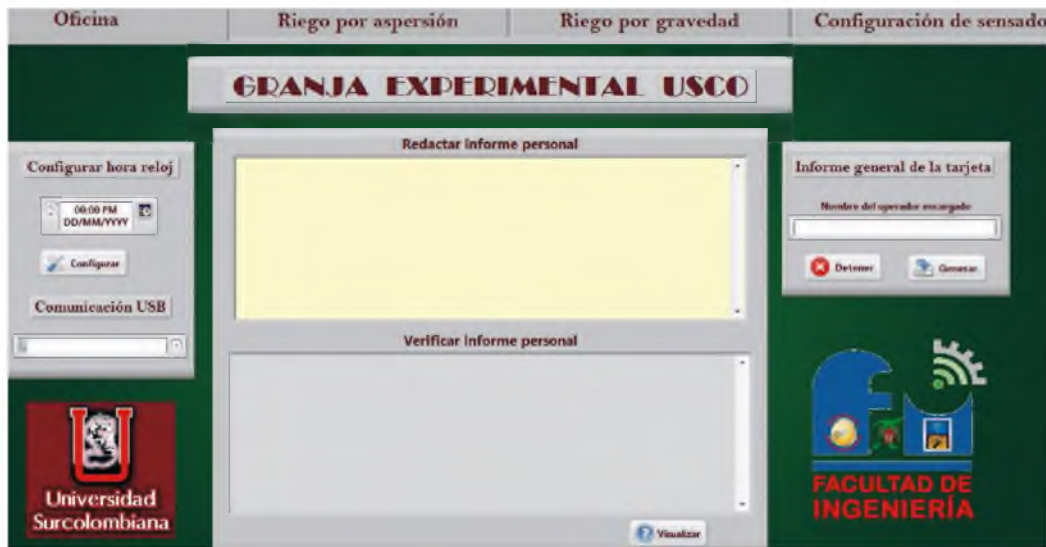 Oficina
Riego por aspersión
Riego por gravedad
Configuración de sensado
GRANJA EXPERIMENTAL USCO
Configurar hora reloj
00:00 PM
DD/MM/YYYY
Configurar
Comunicación USB
Redactar informe personal
Verificar informe personal
Visualizar
Informe general de la tarjeta
Nombre del operador encargado
Detener
Generar
Universidad
Surcolombiana
FACULTAD DE
INGENIERÍA